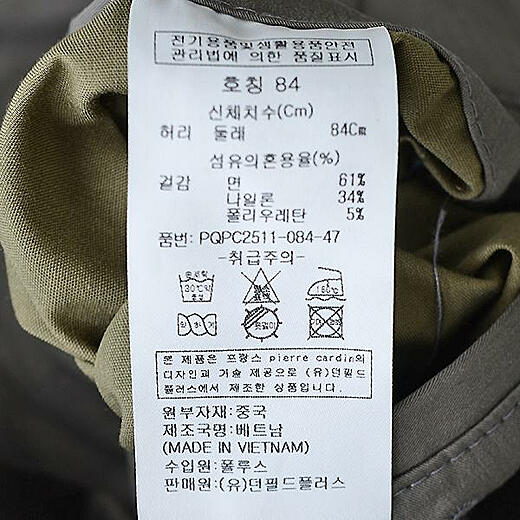 전기용품및생활용품안전
관리법에 의한 품질표시
호칭 84
신체치수(Cm)
허리 둘레 84Cm
섬유의혼용율(%)
겉감 면 61%
나일론 34%
폴리우레탄 5%
품번: PQPC2511-084-47
-취급주의-
30℃약
본 제품은 프랑스 pierre cardin의
디자인과 기술 제공으로 (유)던필드
플러스에서 제조한 상품입니다.
원부자재:중국
제조국명:베트남
(MADE IN VIETNAM)
수입원:폴루스
판매원:(유)던필드플러스